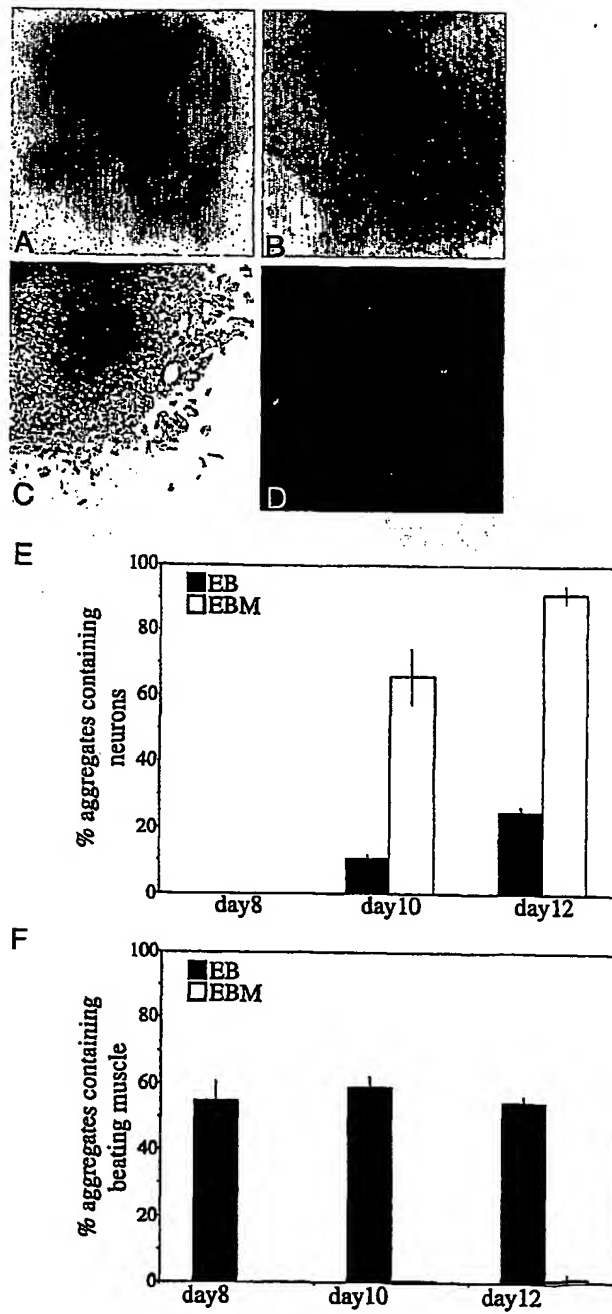 A
B
C
D
E
EB
EBM
% aggregates containing
neurons
100
80
60
40
20
0
day8
day10
day12
F
EB
EBM
% aggregates containing
beating muscle
100
80
60
40
20
0
day8
day10
day12